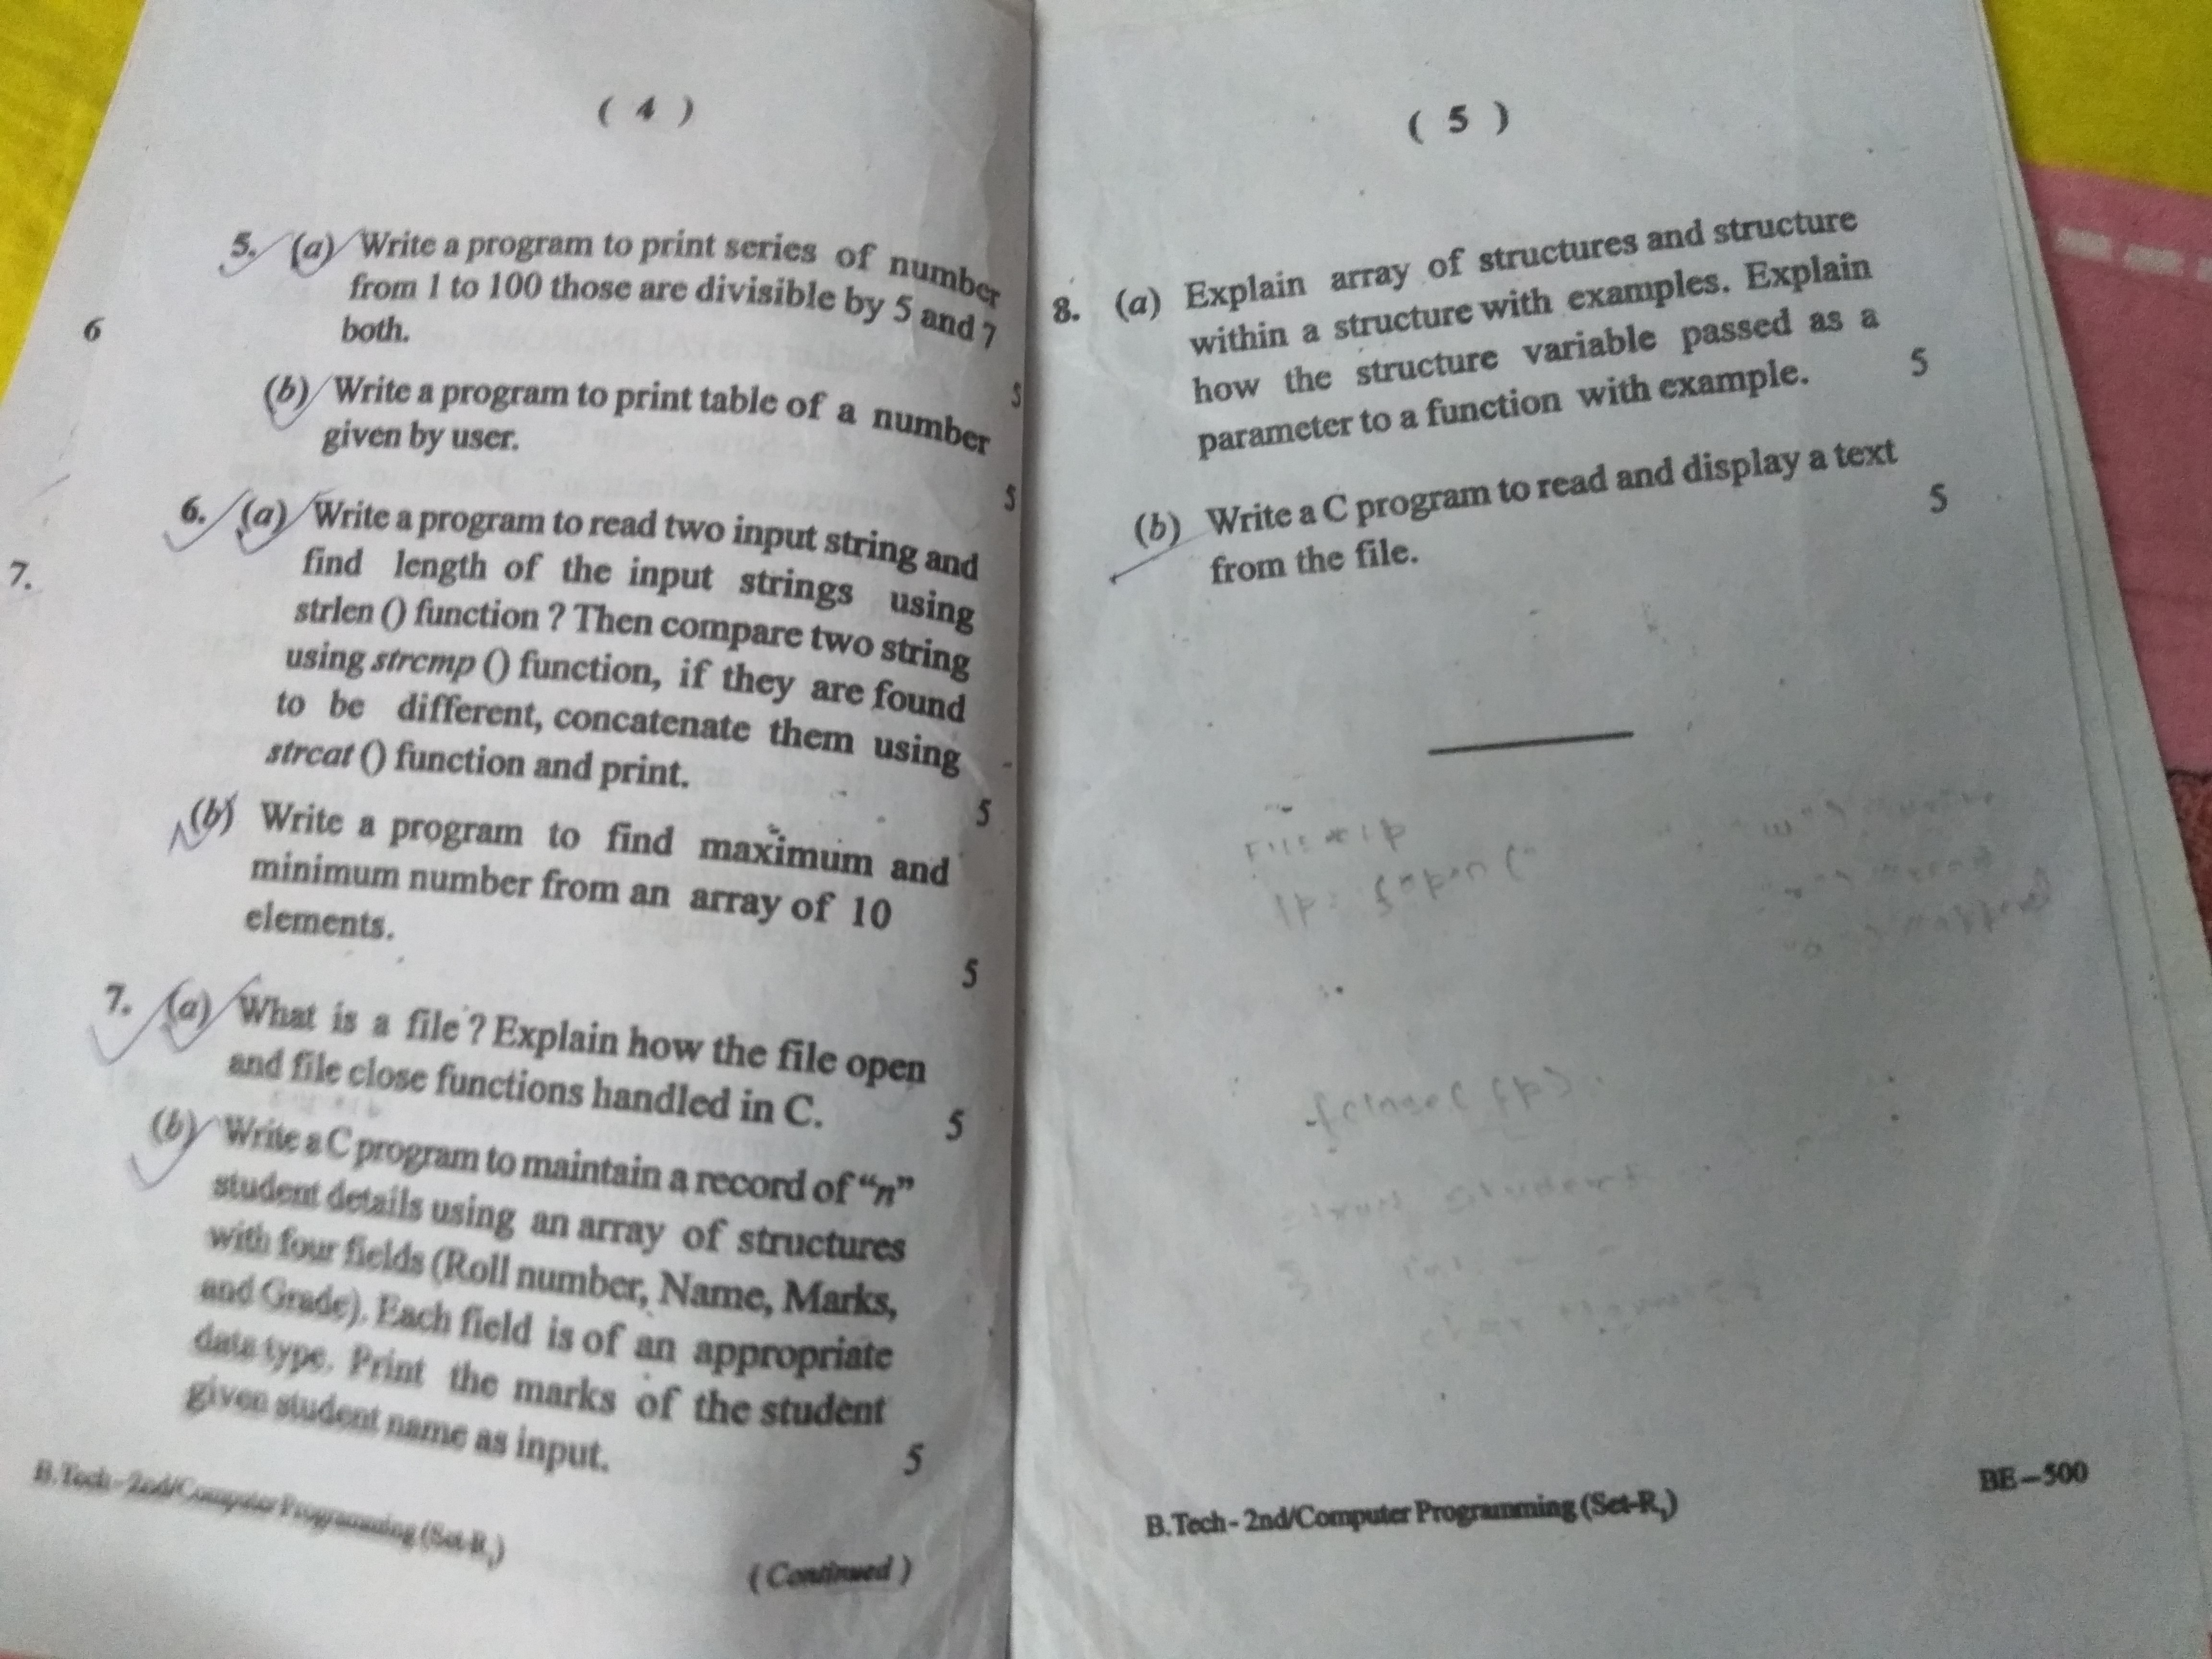 ( 4 )
5. (a) Write a program to print series of number
from 1 to 100 those are divisible by 5 and 7
both.
5
(b) Write a program to print table of a number
given by user.
5
6. (a) Write a program to read two input string and
find length of the input strings using
strlen () function ? Then compare two string
using strcmp () function, if they are found
to be different, concatenate them using
strcat () function and print.
5
(b) Write a program to find maximum and
minimum number from an array of 10
elements.
5
7. (a) What is a file ? Explain how the file open
and file close functions handled in C.
5
(b) Write a C program to maintain a record of "n"
student details using an array of structures
with four fields (Roll number, Name, Marks,
and Grade). Each field is of an appropriate
data type. Print the marks of the student
given student name as input.
5
B.Tech-2nd/Computer Programming (Set-R₁)
( Continued )
6
7.
( 5 )
8. (a) Explain array of structures and structure
within a structure with examples. Explain
how the structure variable passed as a
parameter to a function with example.
5
(b) Write a C program to read and display a text
from the file.
5
fclose( fp)
B.Tech- 2nd/Computer Programming (Set-R₁)
BE-500